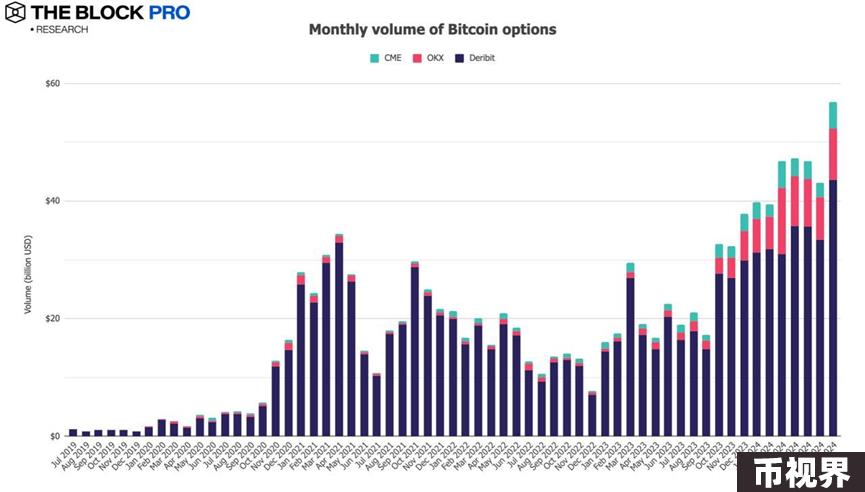 THE BLOCK PRO
• RESEARCH
Monthly volume of Bitcoin options
CME
OKX
Deribit
$60
$40
$20
$0
Volume (billion USD)
Jul 2019
Aug 2019
Sep 2019
Oct 2019
Nov 2019
Dec 2019
Jan 2020
Feb 2020
Mar 2020
Apr 2020
May 2020
Jun 2020
Jul 2020
Aug 2020
Sep 2020
Oct 2020
Nov 2020
Dec 2020
Jan 2021
Feb 2021
Mar 2021
Apr 2021
May 2021
Jun 2021
Jul 2021
Aug 2021
Sep 2021
Oct 2021
Nov 2021
Dec 2021
Jan 2022
Feb 2022
Mar 2022
Apr 2022
May 2022
Jun 2022
Jul 2022
Aug 2022
Sep 2022
Oct 2022
Nov 2022
Dec 2022
Jan 2023
Feb 2023
Mar 2023
Apr 2023
May 2023
Jun 2023
Jul 2023
Aug 2023
Sep 2023
Oct 2023
币视界